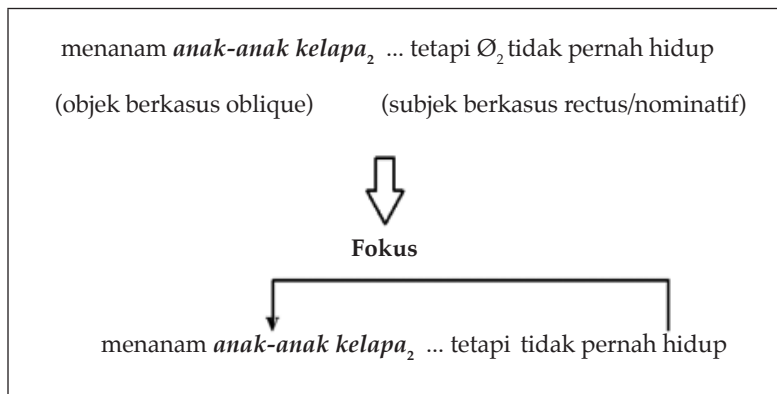 menanam anak-anak kelapa₂ ... tetapi Ø₂ tidak pernah hidup
(objek berkasus oblique) (subjek berkasus rectus/nominatif)
Fokus
menanam anak-anak kelapa₂ ... tetapi tidak pernah hidup